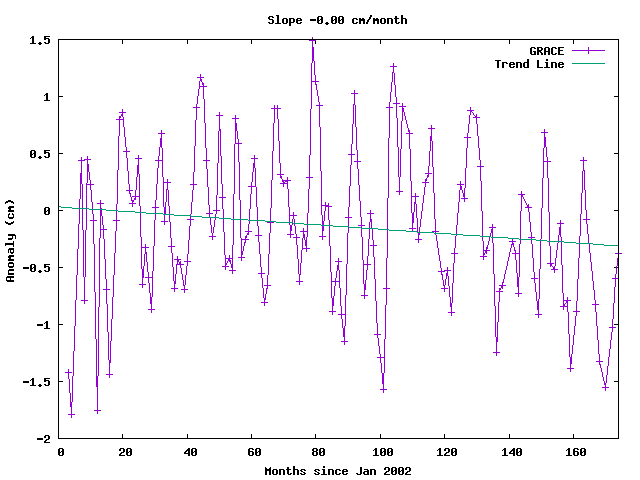 Slope -0.00 cm/month
GRACE
Trend Line
Anomaly (cm)
1.5
1
0.5
0
-0.5
-1
-1.5
-2
0 20 40 60 80 100 120 140 160
Months since Jan 2002